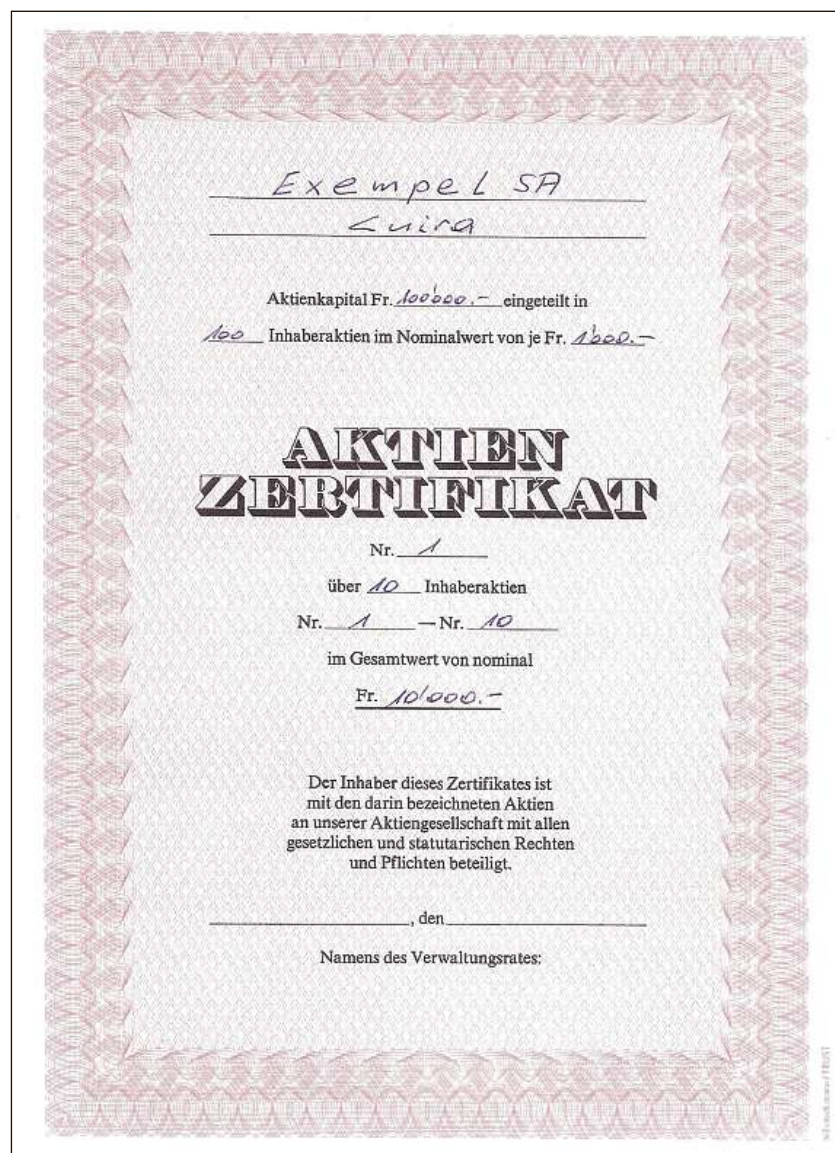 Exempel SA
Cuira
Aktienkapital Fr. 100'000.- eingeteilt in
100 Inhaberaktien im Nominalwert von je Fr. 1'000.-
AKTIEN
ZERTIFIKAT
Nr. 1
über 10 Inhaberaktien
Nr. 1 — Nr. 10
im Gesamtwert von nominal
Fr. 10'000.-
Der Inhaber dieses Zertifikates ist
mit den darin bezeichneten Aktien
an unserer Aktiengesellschaft mit allen
gesetzlichen und statutarischen Rechten
und Pflichten beteiligt.
, den
Namens des Verwaltungsrates: